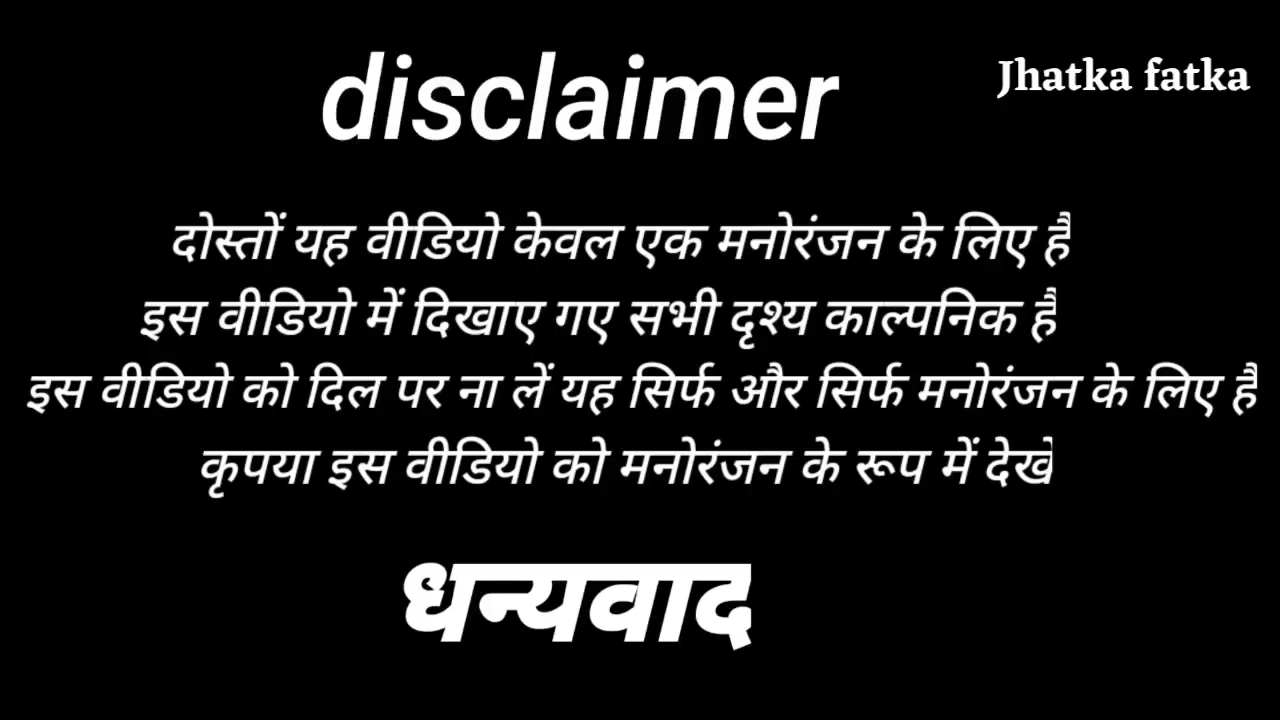 disclaimer
Jhatka fatka
दोस्तों यह वीडियो केवल एक मनोरंजन के लिए है
इस वीडियो में दिखाए गए सभी दृश्य काल्पनिक है
इस वीडियो को दिल पर ना लें यह सिर्फ और सिर्फ मनोरंजन के लिए है
कृपया इस वीडियो को मनोरंजन के रूप में देखे
धन्यवाद